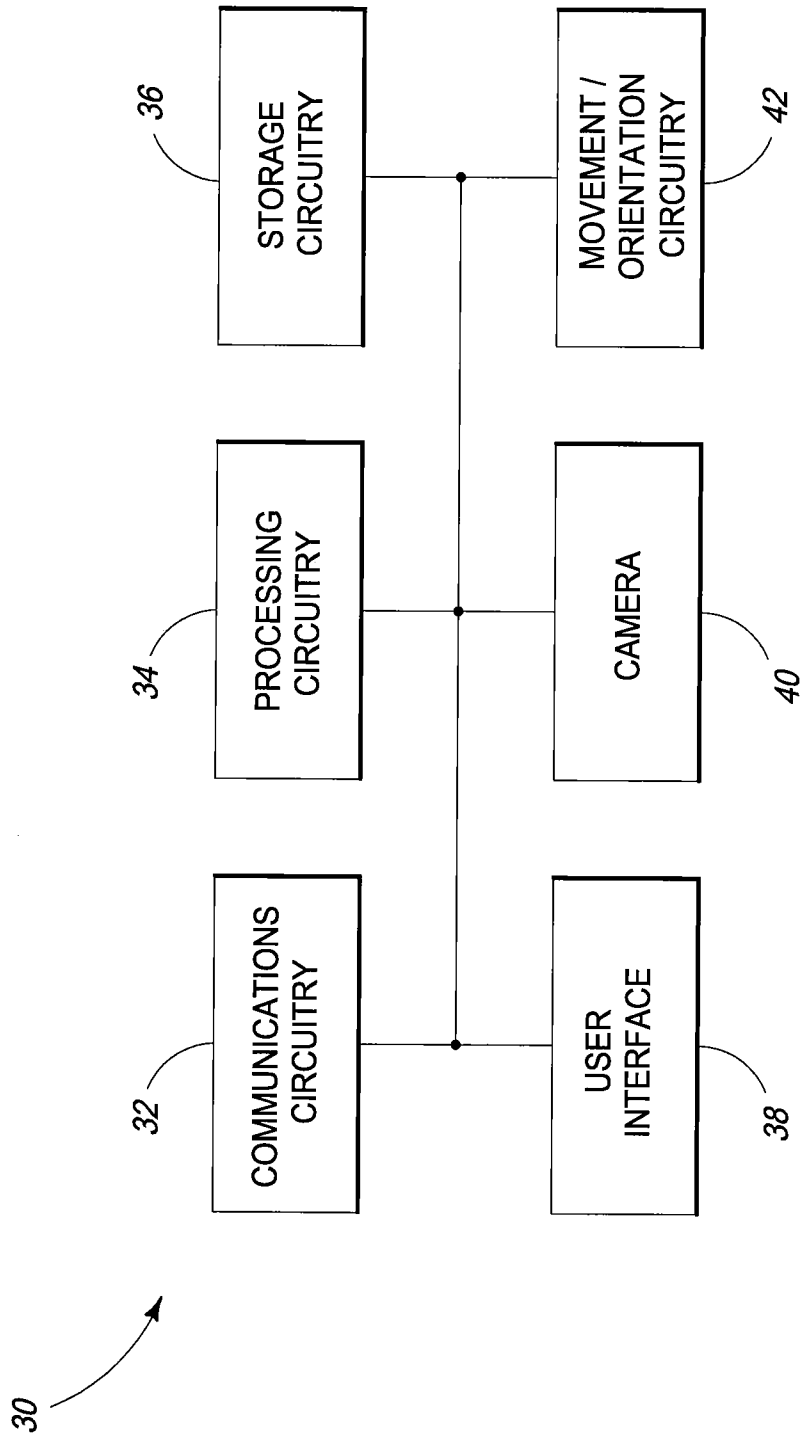 30
32
COMMUNICATIONS
CIRCUITRY
34
PROCESSING
CIRCUITRY
36
STORAGE
CIRCUITRY
USER
INTERFACE
38
CAMERA
40
MOVEMENT /
ORIENTATION
CIRCUITRY
42